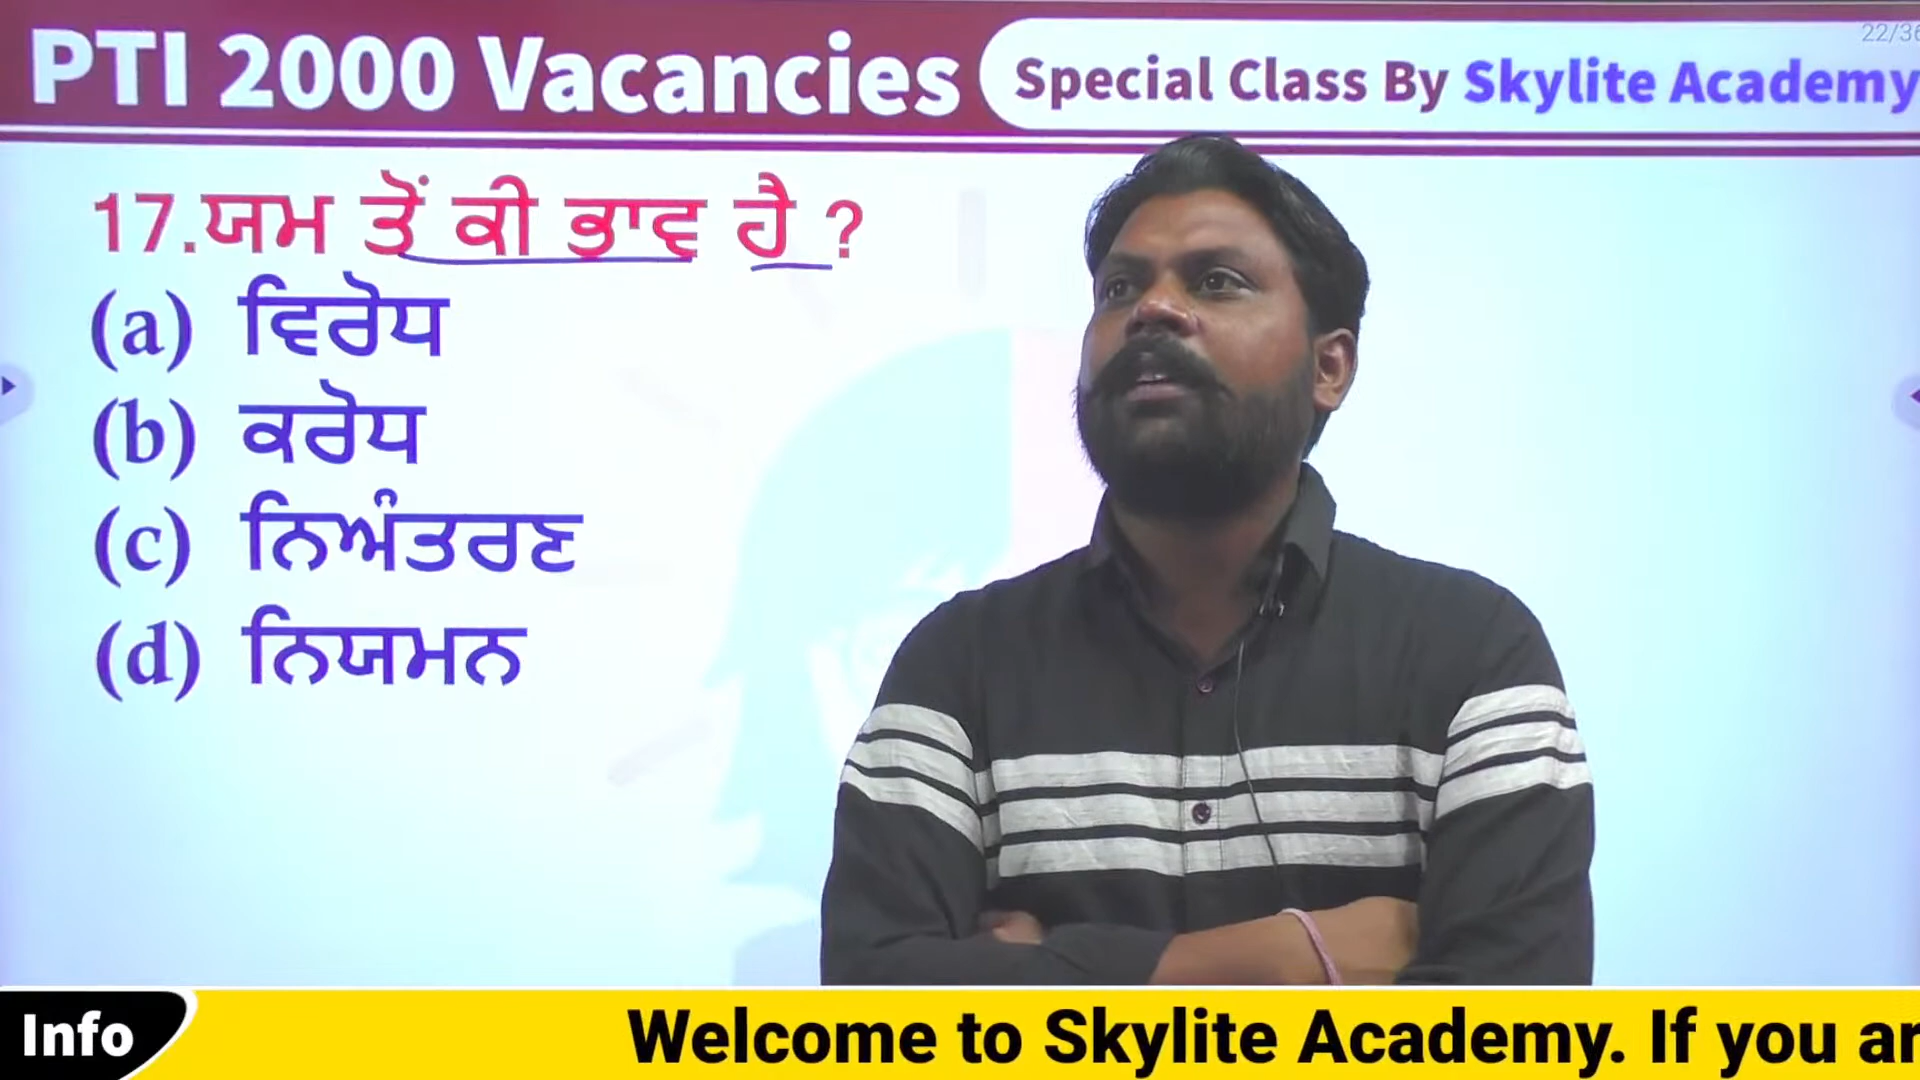 22/36
PTI 2000 Vacancies
Special Class By Skylite Academy
17.ਯਮ ਤੋਂ ਕੀ ਭਾਵ ਹੈ ?
(a) ਵਿਰੋਧ
(b) ਕਰੋਧ
(c) ਨਿਅੰਤਰਣ
(d) ਨਿਯਮਨ
Info
Welcome to Skylite Academy. If you ar